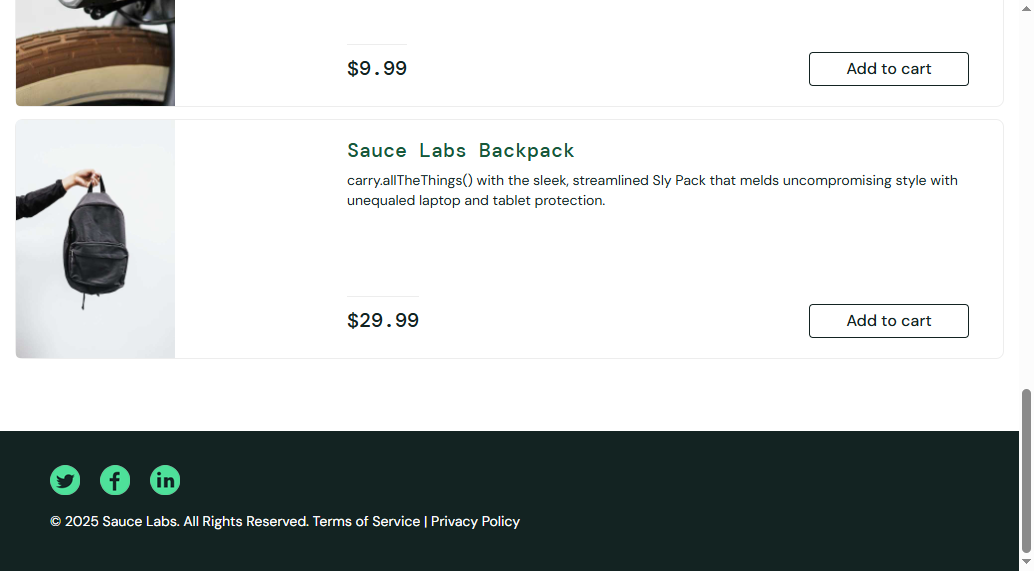 $9.99
Add to cart
Sauce Labs Backpack
carry.allTheThings() with the sleek, streamlined Sly Pack that melds uncompromising style with
unequaled laptop and tablet protection.
$29.99
Add to cart
© 2025 Sauce Labs. All Rights Reserved. Terms of Service | Privacy Policy